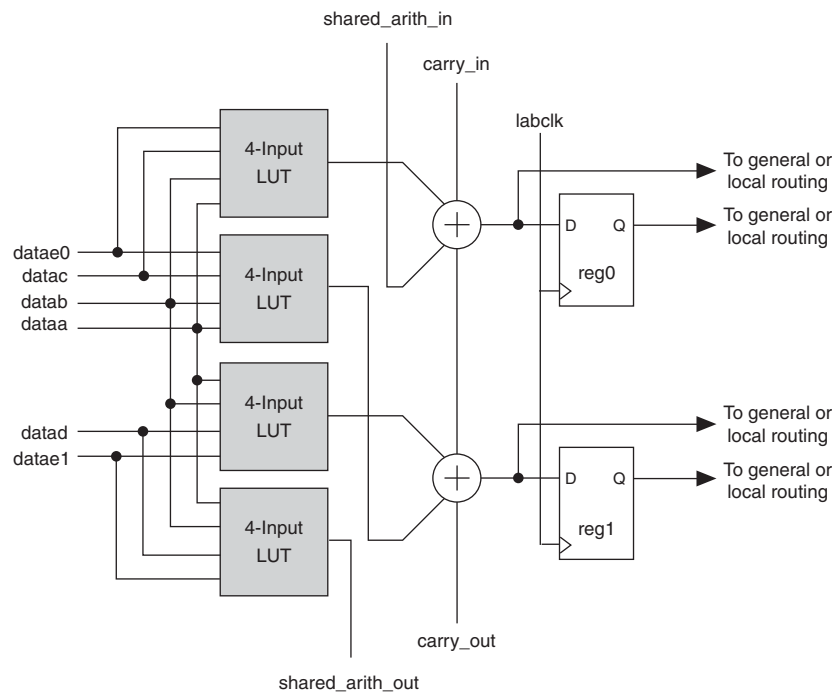 shared_arith_in
carry_in
labclk
4-Input
LUT
To general or
local routing
D Q
To general or
local routing
reg0
datae0
datac
datab
dataa
4-Input
LUT
4-Input
LUT
To general or
local routing
datad
datae1
D Q
To general or
local routing
reg1
4-Input
LUT
carry_out
shared_arith_out